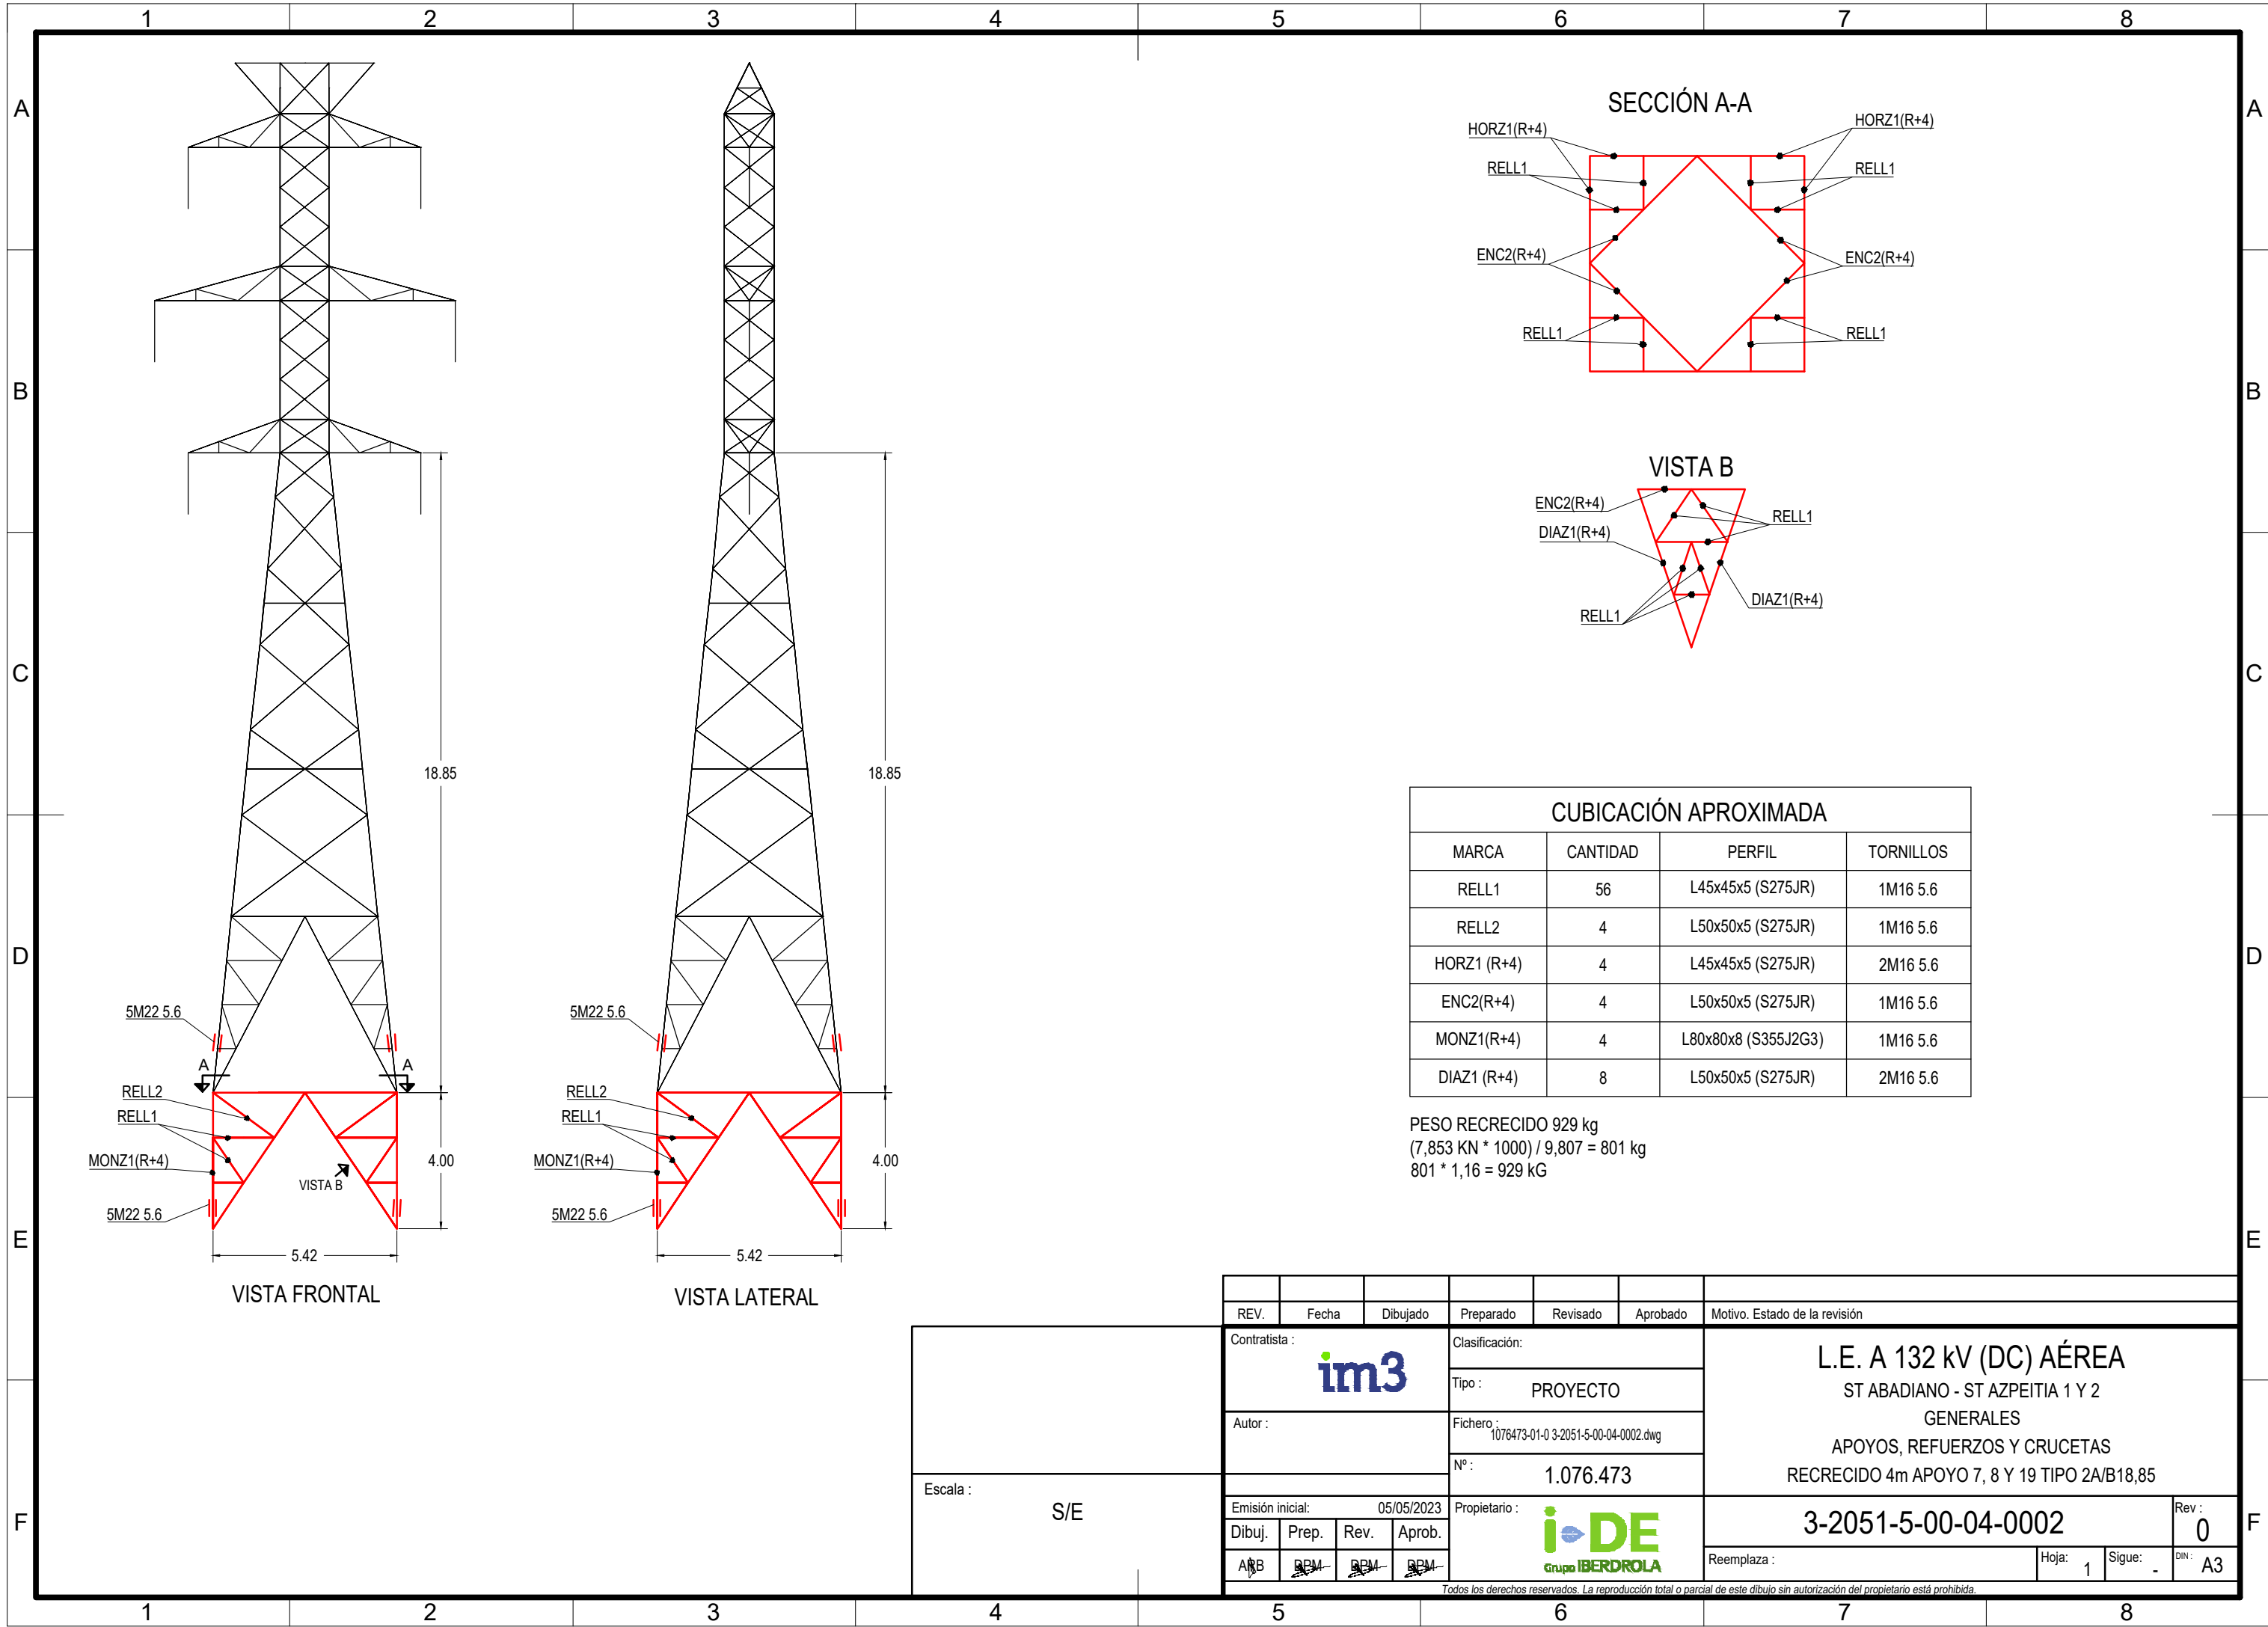 1 2 3 4 5 6 7 8
A A
B B
C C
D D
E E
F F
18.85
5M22 5.6
A A
RELL2
RELL1
MONZ1(R+4)
VISTA B
5M22 5.6
4.00
5.42
VISTA FRONTAL
18.85
5M22 5.6
RELL2
RELL1
MONZ1(R+4)
5M22 5.6
4.00
5.42
VISTA LATERAL
SECCIÓN A-A
HORZ1(R+4) HORZ1(R+4)
RELL1 RELL1
ENC2(R+4) ENC2(R+4)
RELL1 RELL1
VISTA B
ENC2(R+4)
RELL1
DIAZ1(R+4)
DIAZ1(R+4)
RELL1
CUBICACIÓN APROXIMADA
MARCA CANTIDAD PERFIL TORNILLOS
RELL1 56 L45x45x5 (S275JR) 1M16 5.6
RELL2 4 L50x50x5 (S275JR) 1M16 5.6
HORZ1 (R+4) 4 L45x45x5 (S275JR) 2M16 5.6
ENC2(R+4) 4 L50x50x5 (S275JR) 1M16 5.6
MONZ1(R+4) 4 L80x80x8 (S355J2G3) 1M16 5.6
DIAZ1 (R+4) 8 L50x50x5 (S275JR) 2M16 5.6
PESO RECRECIDO 929 kg
(7,853 KN * 1000) / 9,807 = 801 kg
801 * 1,16 = 929 kG
REV. Fecha Dibujado Preparado Revisado Aprobado Motivo. Estado de la revisión
Contratista :
im3
Autor :
Clasificación:
Tipo : PROYECTO
Fichero : 1076473-01-0 3-2051-5-00-04-0002.dwg
Nº : 1.076.473
L.E. A 132 kV (DC) AÉREA
ST ABADIANO - ST AZPEITIA 1 Y 2
GENERALES
APOYOS, REFUERZOS Y CRUCETAS
RECRECIDO 4m APOYO 7, 8 Y 19 TIPO 2A/B18,85
Escala :
S/E
Emisión inicial: 05/05/2023
Dibuj. Prep. Rev. Aprob.
ARB DPM DPM DPM
Propietario :
i-DE
Grupo IBERDROLA
3-2051-5-00-04-0002
Rev : 0
Reemplaza :
Hoja: 1
Sigue: -
DIN : A3
Todos los derechos reservados. La reproducción total o parcial de este dibujo sin autorización del propietario está prohibida.
1 2 3 4 5 6 7 8